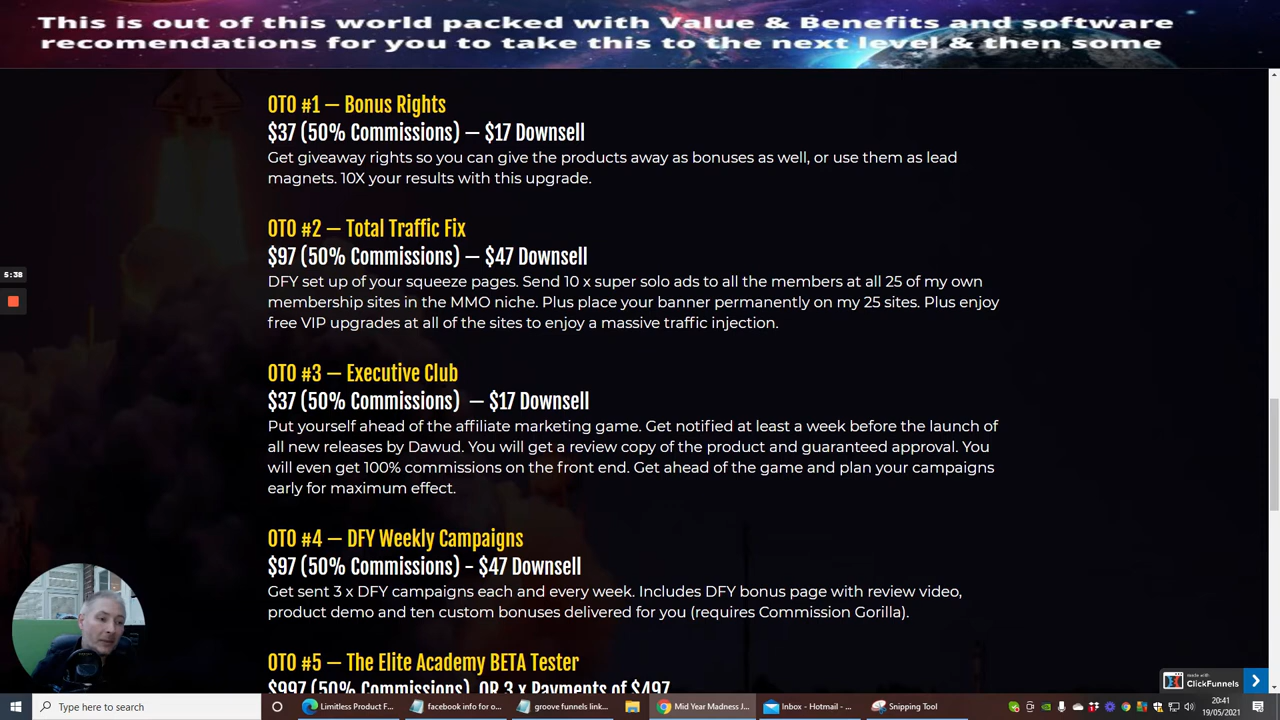 This is out of this world packed with Value & Benefits and software
recomendations for you to take this to the next level & then some
OTO #1 — Bonus Rights
$37 (50% Commissions) — $17 Downsell
Get giveaway rights so you can give the products away as bonuses as well, or use them as lead
magnets. 10X your results with this upgrade.
OTO #2 — Total Traffic Fix
$97 (50% Commissions) — $47 Downsell
DFY set up of your squeeze pages. Send 10 x super solo ads to all the members at all 25 of my own
membership sites in the MMO niche. Plus place your banner permanently on my 25 sites. Plus enjoy
free VIP upgrades at all of the sites to enjoy a massive traffic injection.
5:38
OTO #3 — Executive Club
$37 (50% Commissions) — $17 Downsell
Put yourself ahead of the affiliate marketing game. Get notified at least a week before the launch of
all new releases by Dawud. You will get a review copy of the product and guaranteed approval. You
will even get 100% commissions on the front end. Get ahead of the game and plan your campaigns
early for maximum effect.
OTO #4 — DFY Weekly Campaigns
$97 (50% Commissions) - $47 Downsell
Get sent 3 x DFY campaigns each and every week. Includes DFY bonus page with review video,
product demo and ten custom bonuses delivered for you (requires Commission Gorilla).
OTO #5 — The Elite Academy BETA Tester
$997 (50% Commissions) OR 3 x Payments of $497
made with
ClickFunnels
Type here to search
Limitless Product F...
facebook info for o...
groove funnels link...
Mid Year Madness J...
Inbox - Hotmail - ...
Snipping Tool
20:41
19/05/2021